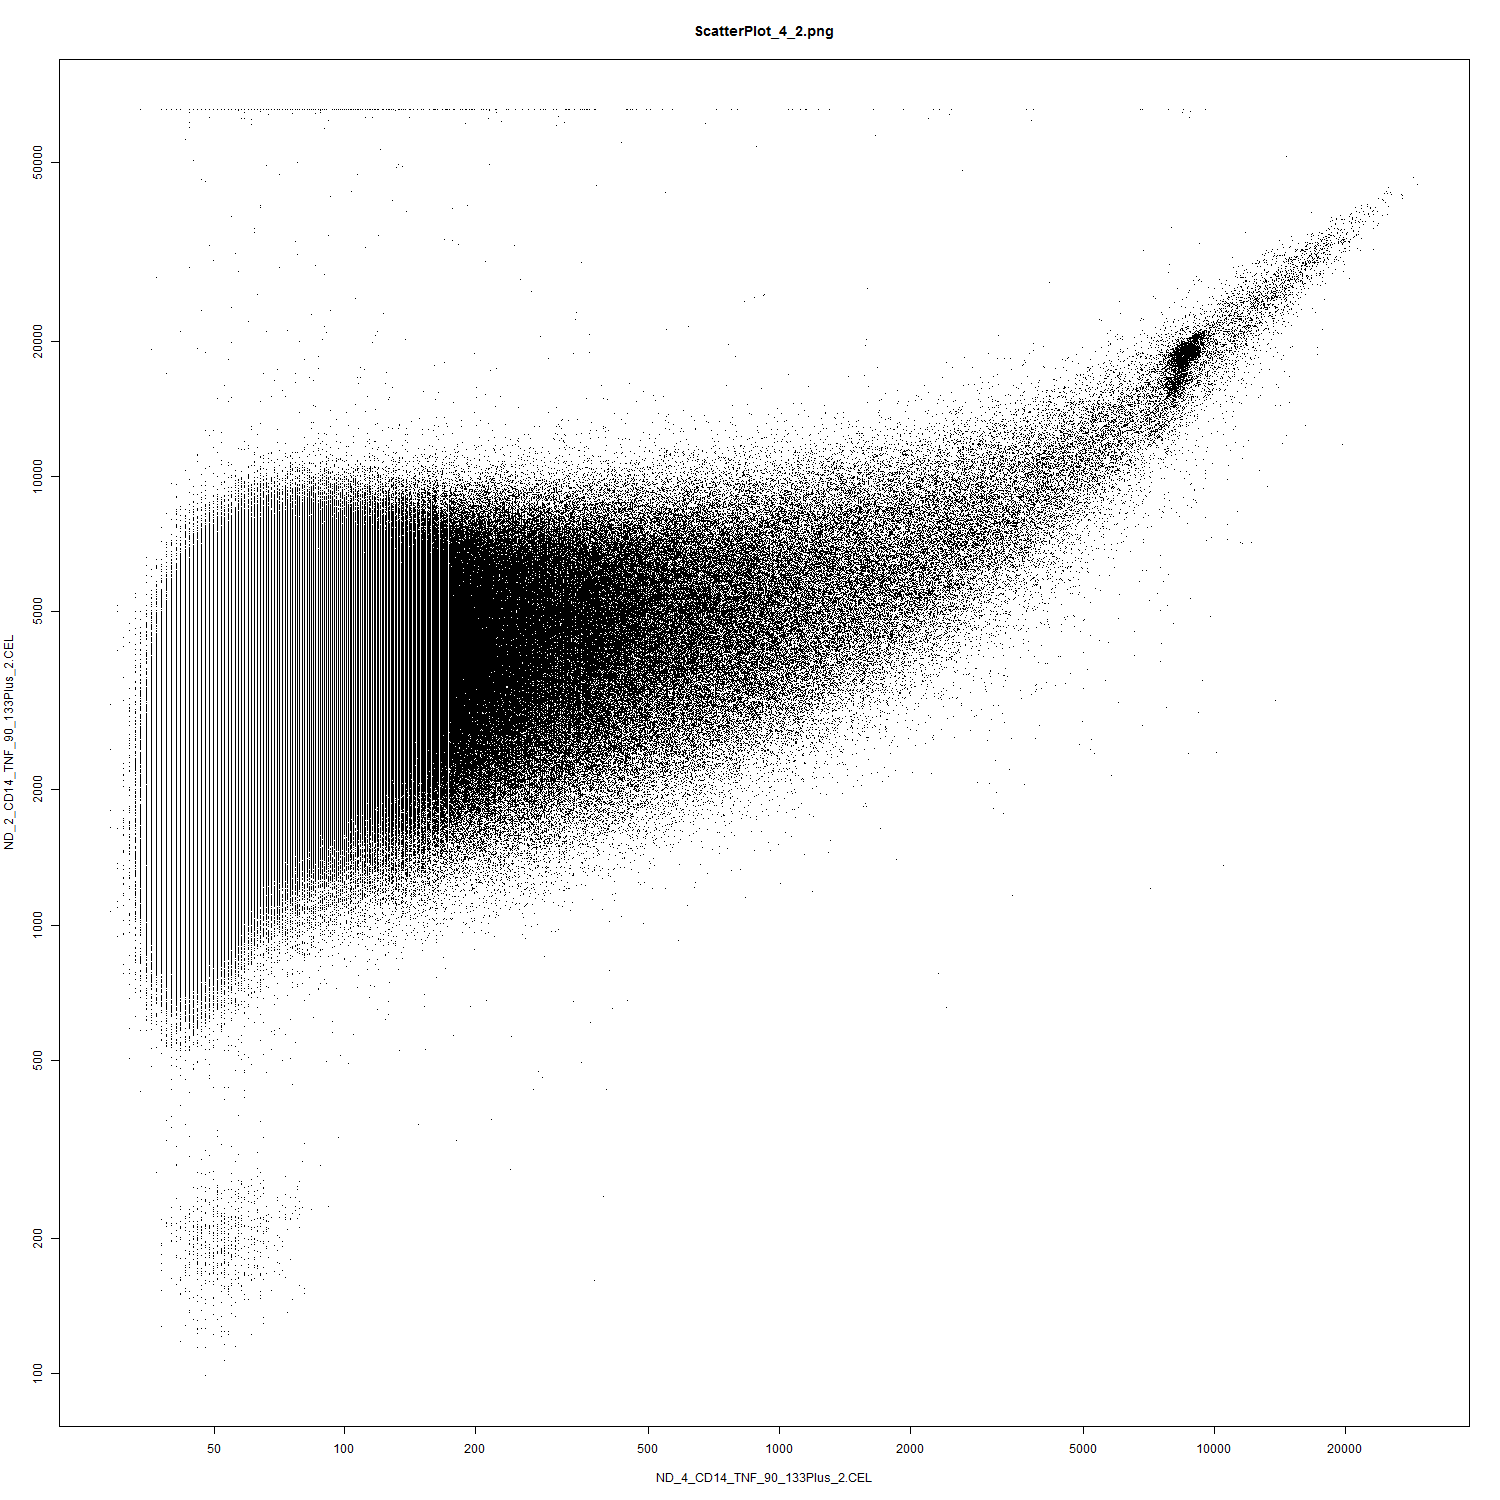 ScatterPlot_4_2.png
50000
20000
10000
5000
2000
1000
500
200
100
ND_2_CD14_TNF_90_133Plus_2.CEL
50 100 200 500 1000 2000 5000 10000 20000
ND_4_CD14_TNF_90_133Plus_2.CEL